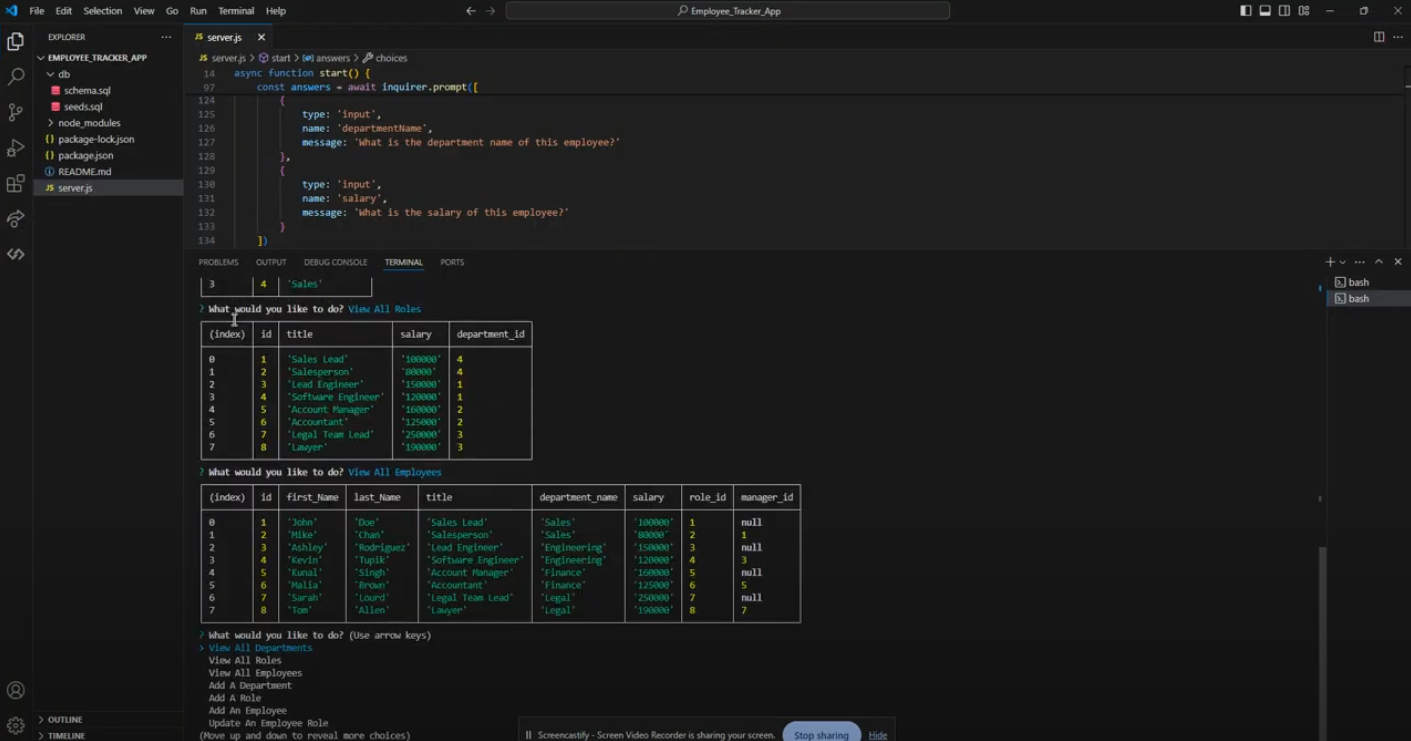 File Edit Selection View Go Run Terminal Help
Employee_Tracker_App
EXPLORER
EMPLOYEE_TRACKER_APP
db
schema.sql
seeds.sql
node_modules
package-lock.json
package.json
README.md
JS server.js
OUTLINE
TIMELINE
JS server.js
JS server.js > start > answers > choices
14 async function start() {
97 const answers = await inquirer.prompt([
124 {
125 type: 'input',
126 name: 'departmentName',
127 message: 'What is the department name of this employee?'
128 },
129 {
130 type: 'input',
131 name: 'salary',
132 message: 'What is the salary of this employee?'
133 }
134 ])
PROBLEMS OUTPUT DEBUG CONSOLE TERMINAL PORTS
bash
bash
3 4 'Sales'
? What would you like to do? View All Roles
(index) id title salary department_id
0 1 'Sales Lead' '100000' 4
1 2 'Salesperson' '80000' 4
2 3 'Lead Engineer' '150000' 1
3 4 'Software Engineer' '120000' 1
4 5 'Account Manager' '160000' 2
5 6 'Accountant' '125000' 2
6 7 'Legal Team Lead' '250000' 3
7 8 'Lawyer' '190000' 3
? What would you like to do? View All Employees
(index) id first_Name last_Name title department_name salary role_id manager_id
0 1 'John' 'Doe' 'Sales Lead' 'Sales' '100000' 1 null
1 2 'Mike' 'Chan' 'Salesperson' 'Sales' '80000' 2 1
2 3 'Ashley' 'Rodriguez' 'Lead Engineer' 'Engineering' '150000' 3 null
3 4 'Kevin' 'Tupik' 'Software Engineer' 'Engineering' '120000' 4 3
4 5 'Kunal' 'Singh' 'Account Manager' 'Finance' '160000' 5 null
5 6 'Malia' 'Brown' 'Accountant' 'Finance' '125000' 6 5
6 7 'Sarah' 'Lourd' 'Legal Team Lead' 'Legal' '250000' 7 null
7 8 'Tom' 'Allen' 'Lawyer' 'Legal' '190000' 8 7
? What would you like to do? (Use arrow keys)
> View All Departments
View All Roles
View All Employees
Add A Department
Add A Role
Add An Employee
Update An Employee Role
(Move up and down to reveal more choices)
Screencastify - Screen Video Recorder is sharing your screen. Stop sharing Hide